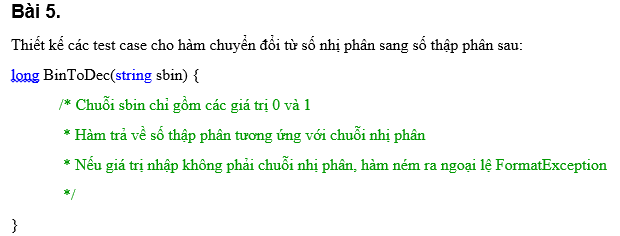 Bài 5.
Thiết kế các test case cho hàm chuyển đổi từ số nhị phân sang số thập phân sau:
long BinToDec(string sbin) {
/* Chuỗi sbin chỉ gồm các giá trị 0 và 1
* Hàm trả về số thập phân tương ứng với chuỗi nhị phân
* Nếu giá trị nhập không phải chuỗi nhị phân, hàm ném ra ngoại lệ FormatException
*/
}